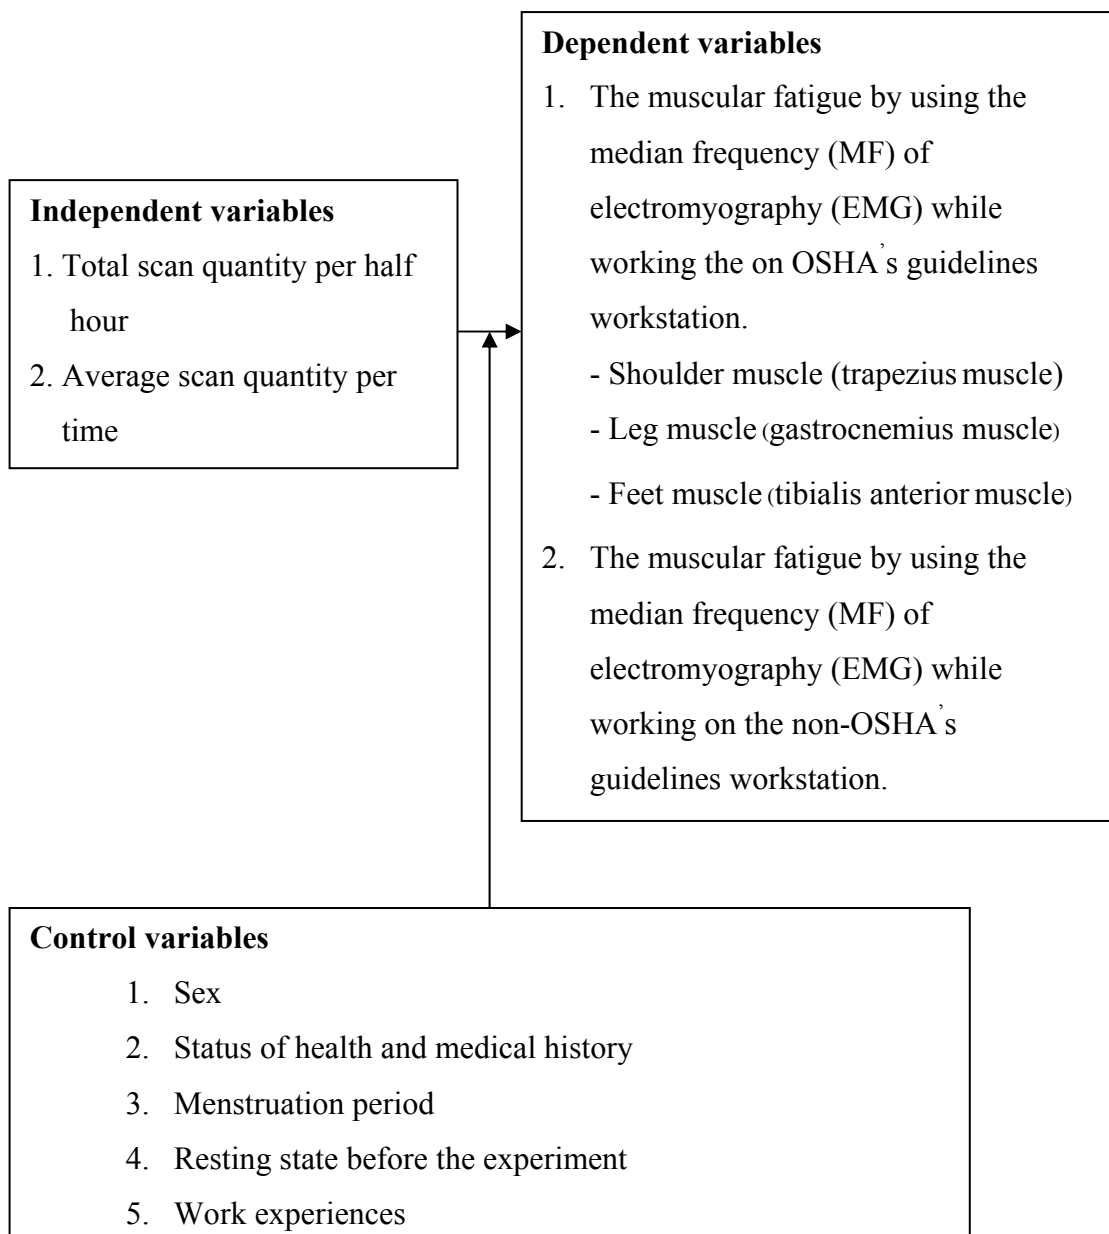 Dependent variables
1. The muscular fatigue by using the
median frequency (MF) of
electromyography (EMG) while
working the on OSHA's guidelines
workstation.
- Shoulder muscle (trapezius muscle)
- Leg muscle (gastrocnemius muscle)
- Feet muscle (tibialis anterior muscle)
2. The muscular fatigue by using the
median frequency (MF) of
electromyography (EMG) while
working on the non-OSHA's
guidelines workstation.
Independent variables
1. Total scan quantity per half
hour
2. Average scan quantity per
time
Control variables
1. Sex
2. Status of health and medical history
3. Menstruation period
4. Resting state before the experiment
5. Work experiences